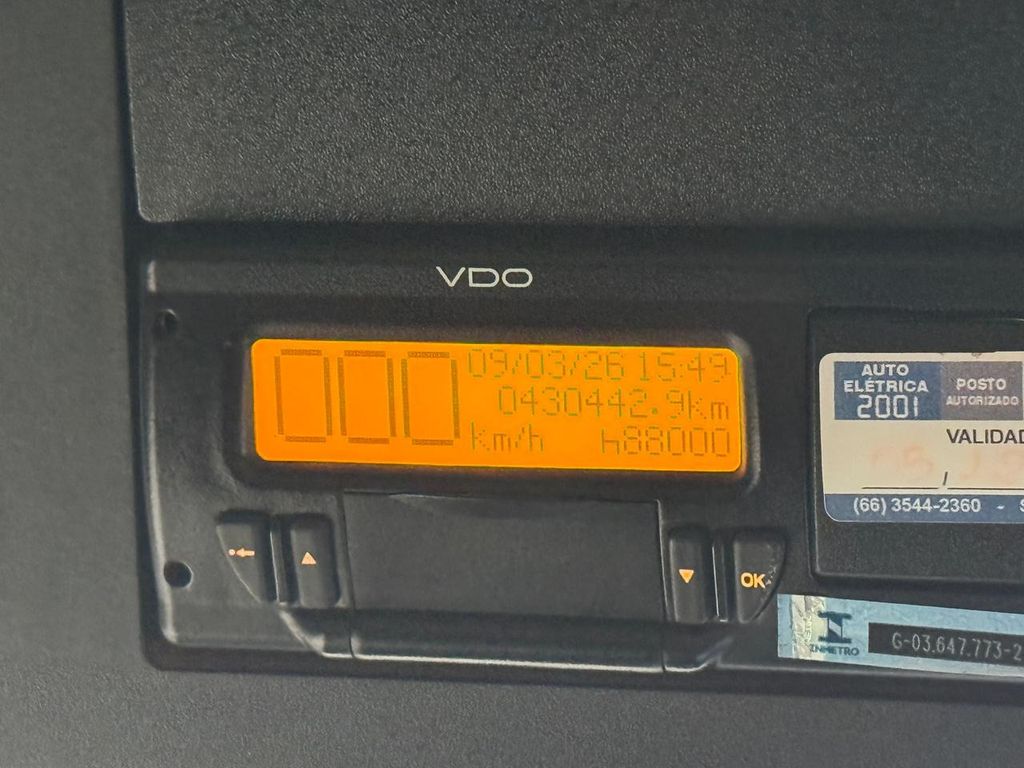 VDO
000
09/03/26 15:49
0430442.9km
km/h h88000
OK
AUTO
ELÉTRICA
2001
POSTO
AUTORIZADO
VALIDAD
(66) 3544-2360 - S
INMETRO
G-03.647.773-2